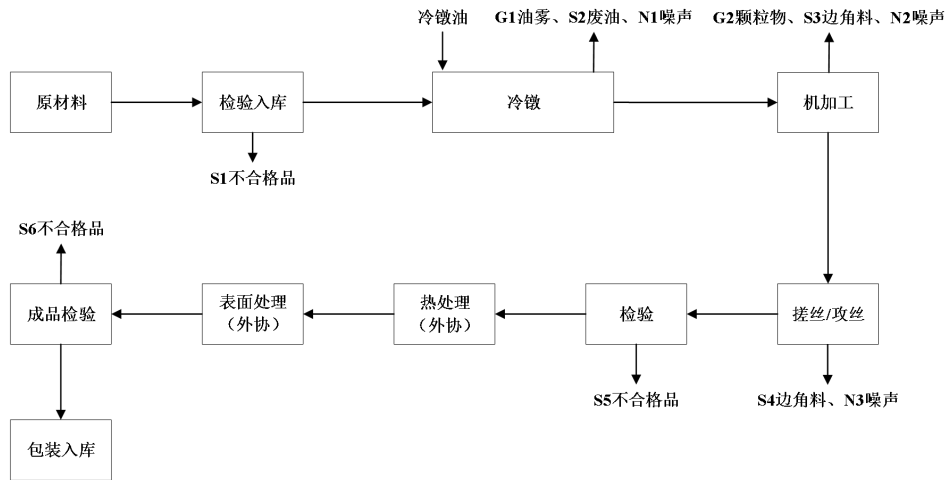 冷镦油
G1油雾、S2废油、N1噪声
G2颗粒物、S3边角料、N2噪声
原材料
检验入库
冷镦
机加工
S1不合格品
S6不合格品
成品检验
表面处理
（外协）
热处理
（外协）
检验
搓丝/攻丝
S5不合格品
S4边角料、N3噪声
包装入库